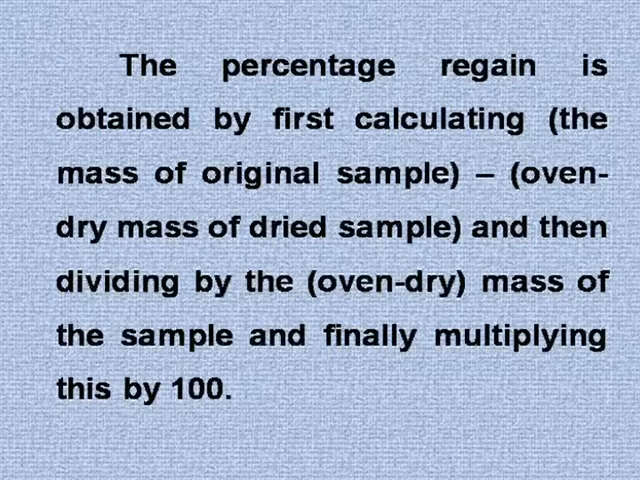 The percentage regain is
obtained by first calculating (the
mass of original sample) – (oven-
dry mass of dried sample) and then
dividing by the (oven-dry) mass of
the sample and finally multiplying
this by 100.